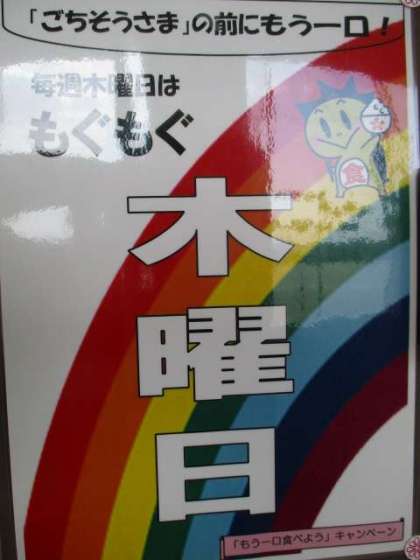 「ごちそうさま」の前にもう一口！
毎週木曜日は
もぐもぐ
木
曜
日
食
「もう一口食べよう」キャンペーン